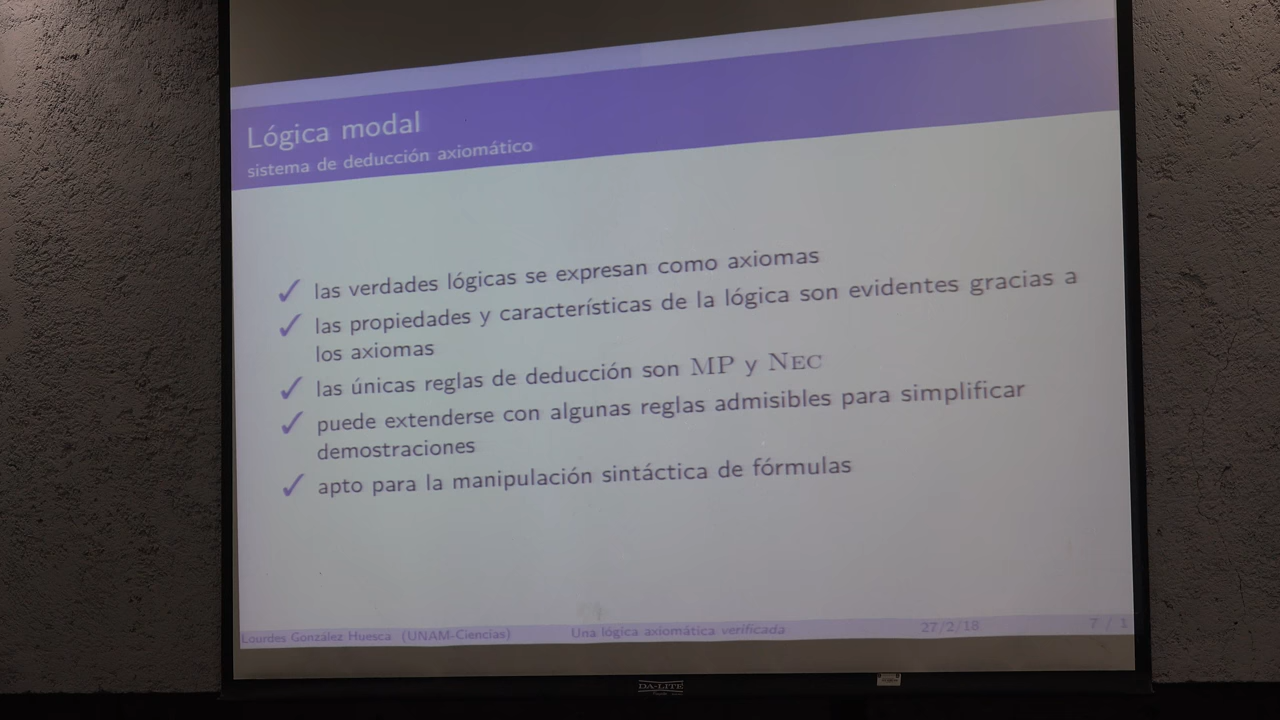 Lógica modal
sistema de deducción axiomático
✓ las verdades lógicas se expresan como axiomas
✓ las propiedades y características de la lógica son evidentes gracias a
los axiomas
✓ las únicas reglas de deducción son MP y NEC
✓ puede extenderse con algunas reglas admisibles para simplificar
demostraciones
✓ apto para la manipulación sintáctica de fórmulas
Lourdes González Huesca (UNAM-Ciencias) Una lógica axiomática verificada 27/2/18 7 / 1
DA-LITE